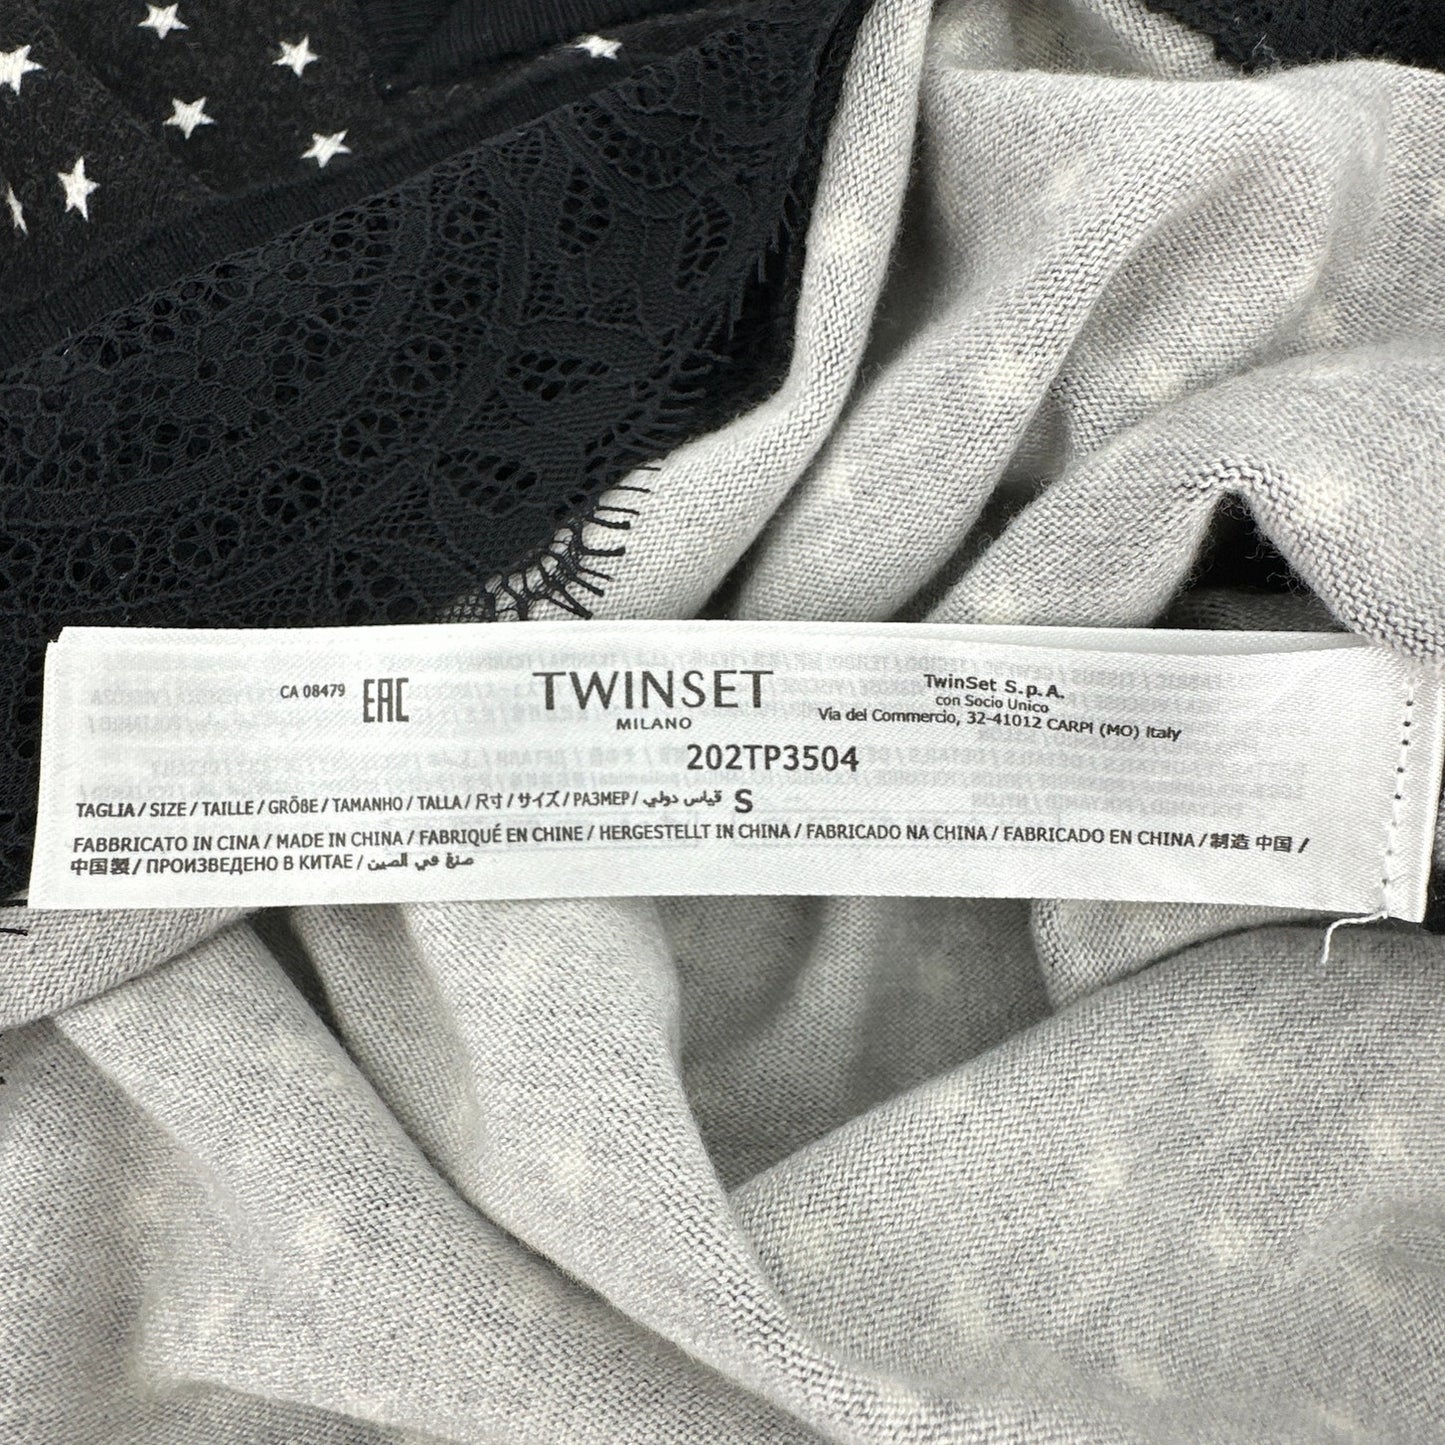 CA 08479 EAC TWINSET
MILANO
TwinSet S.p.A.
con Socio Unico
Via del Commercio, 32-41012 CARPI (MO) Italy
202TP3504
TAGLIA / SIZE / TAILLE / GRÖßE / TAMANHO / TALLA / 尺寸 / サイズ / РАЗМЕР / قياس دولي S
FABBRICATO IN CINA / MADE IN CHINA / FABRIQUÉ EN CHINE / HERGESTELLT IN CHINA / FABRICADO NA CHINA / FABRICADO EN CHINA / 制造 中国 /
中国製 / ПРОИЗВЕДЕНО В КИТАЕ / صنع في الصين